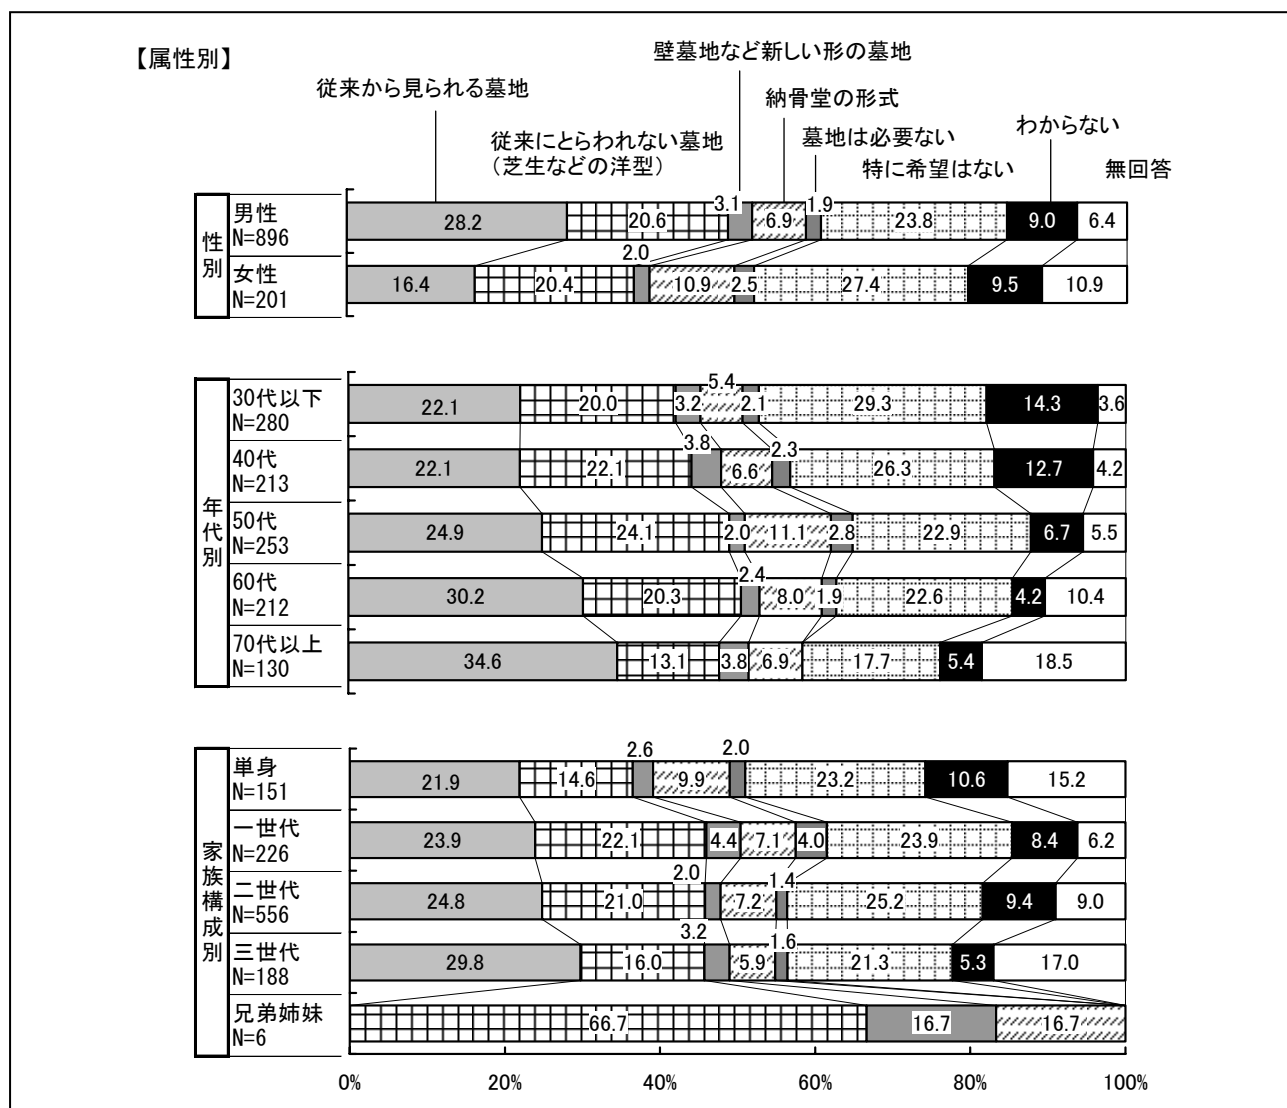 【属性別】
壁墓地など新しい形の墓地
従来から見られる墓地
納骨堂の形式
従来にとらわれない墓地
(芝生などの洋型)
墓地は必要ない
わからない
特に希望はない
無回答
性別
男性
N=896
28.2 20.6 3.1 6.9 1.9 23.8 9.0 6.4
女性
N=201
16.4 20.4 2.0 10.9 2.5 27.4 9.5 10.9
年代別
30代以下
N=280
22.1 20.0 3.2 5.4 2.1 29.3 14.3 3.6
40代
N=213
22.1 22.1 3.8 6.6 2.3 26.3 12.7 4.2
50代
N=253
24.9 24.1 2.0 11.1 2.8 22.9 6.7 5.5
60代
N=212
30.2 20.3 2.4 8.0 1.9 22.6 4.2 10.4
70代以上
N=130
34.6 13.1 3.8 6.9 17.7 5.4 18.5
家族構成別
単身
N=151
21.9 14.6 2.6 9.9 2.0 23.2 10.6 15.2
一世代
N=226
23.9 22.1 4.4 7.1 4.0 23.9 8.4 6.2
二世代
N=556
24.8 21.0 2.0 7.2 1.4 25.2 9.4 9.0
三世代
N=188
29.8 16.0 3.2 5.9 1.6 21.3 5.3 17.0
兄弟姉妹
N=6
66.7 16.7 16.7
0% 20% 40% 60% 80% 100%